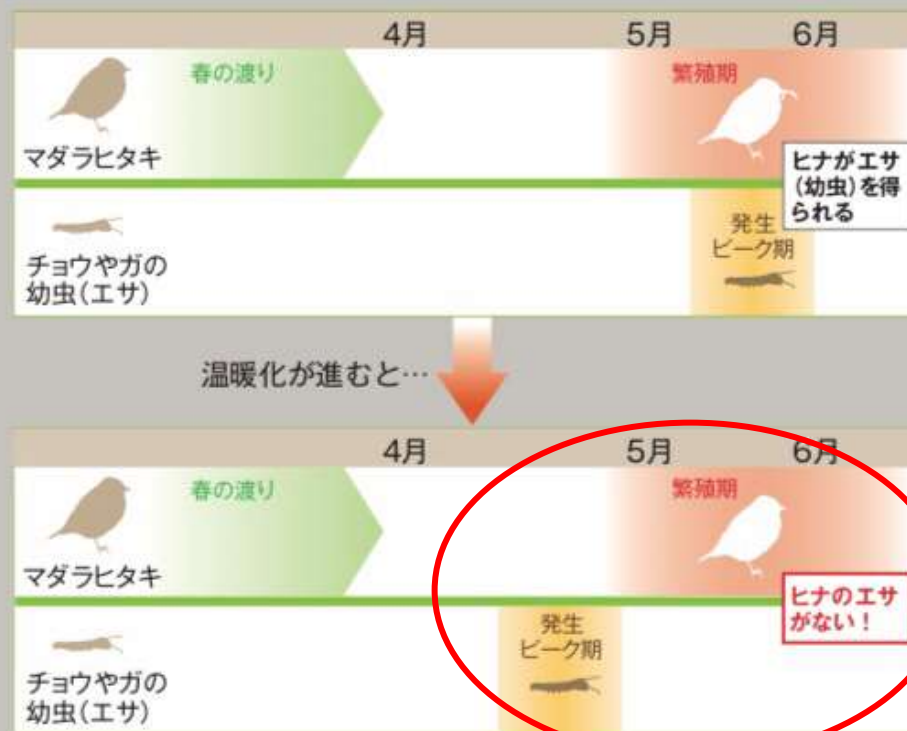 4月 5月 6月
春の渡り 繁殖期
マダラヒタキ
ヒナがエサ
(幼虫)を得
られる
発生
ピーク期
チョウやガの
幼虫(エサ)
温暖化が進むと…
4月 5月 6月
春の渡り 繁殖期
マダラヒタキ
ヒナのエサ
がない!
発生
ピーク期
チョウやガの
幼虫(エサ)